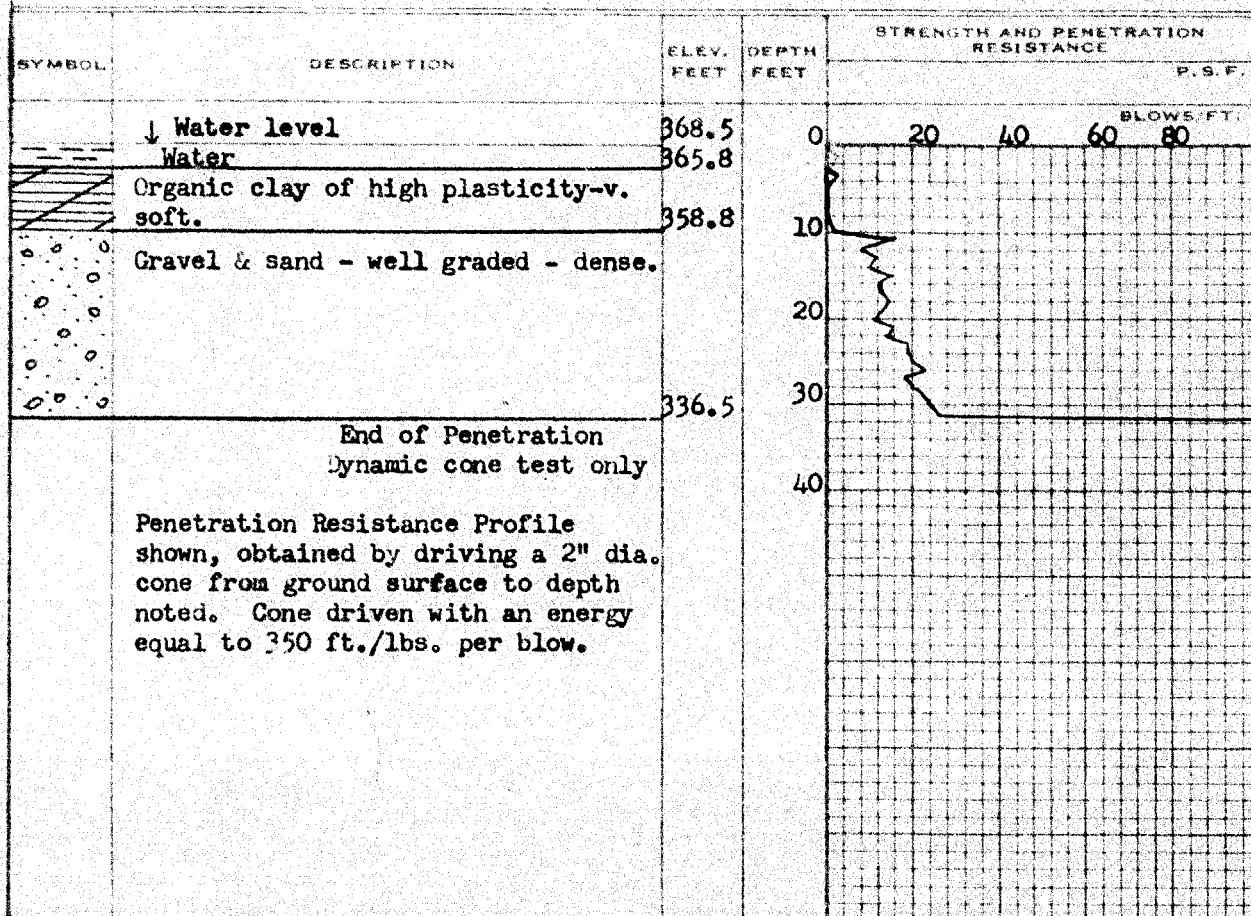 SYMBOL DESCRIPTION ELEV. FEET DEPTH FEET STRENGTH AND PENETRATION RESISTANCE
P.S.F.
BLOWS/FT.
↓ Water level 368.5 0 20 40 60 80
Water 365.8
Organic clay of high plasticity-v.
soft. 358.8 10
Gravel & sand - well graded - dense.
20
336.5 30
End of Penetration
Dynamic cone test only
40
Penetration Resistance Profile
shown, obtained by driving a 2" dia.
cone from ground surface to depth
noted. Cone driven with an energy
equal to 350 ft./lbs. per blow.